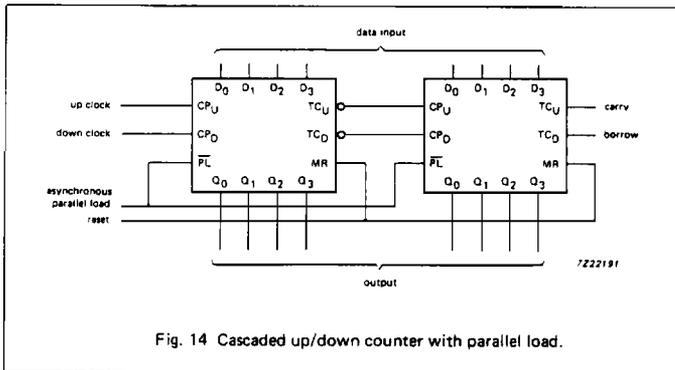 data input
D0 D1 D2 D3
D0 D1 D2 D3
up clock
CPU
TCU
CPU
TCU
carry
down clock
CPD
TCD
CPD
TCD
borrow
PL
MR
PL
MR
asynchronous
parallel load
Q0 Q1 Q2 Q3
Q0 Q1 Q2 Q3
reset
7Z22191
output
Fig. 14 Cascaded up/down counter with parallel load.